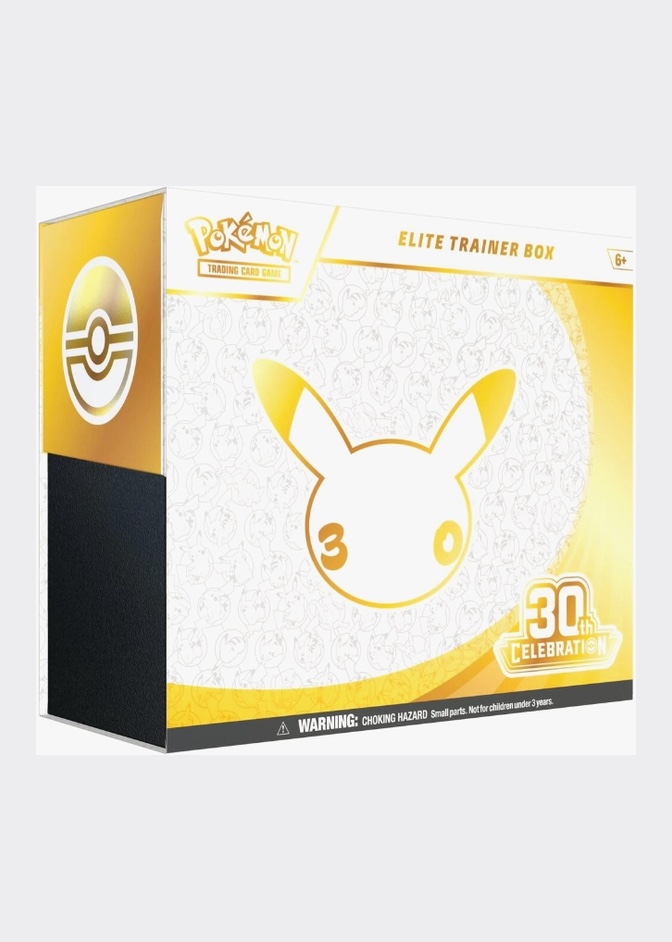 Pokémon
TRADING CARD GAME
ELITE TRAINER BOX
6+
3 0
30th
CELEBRATION
WARNING: CHOKING HAZARD Small parts. Not for children under 3 years.